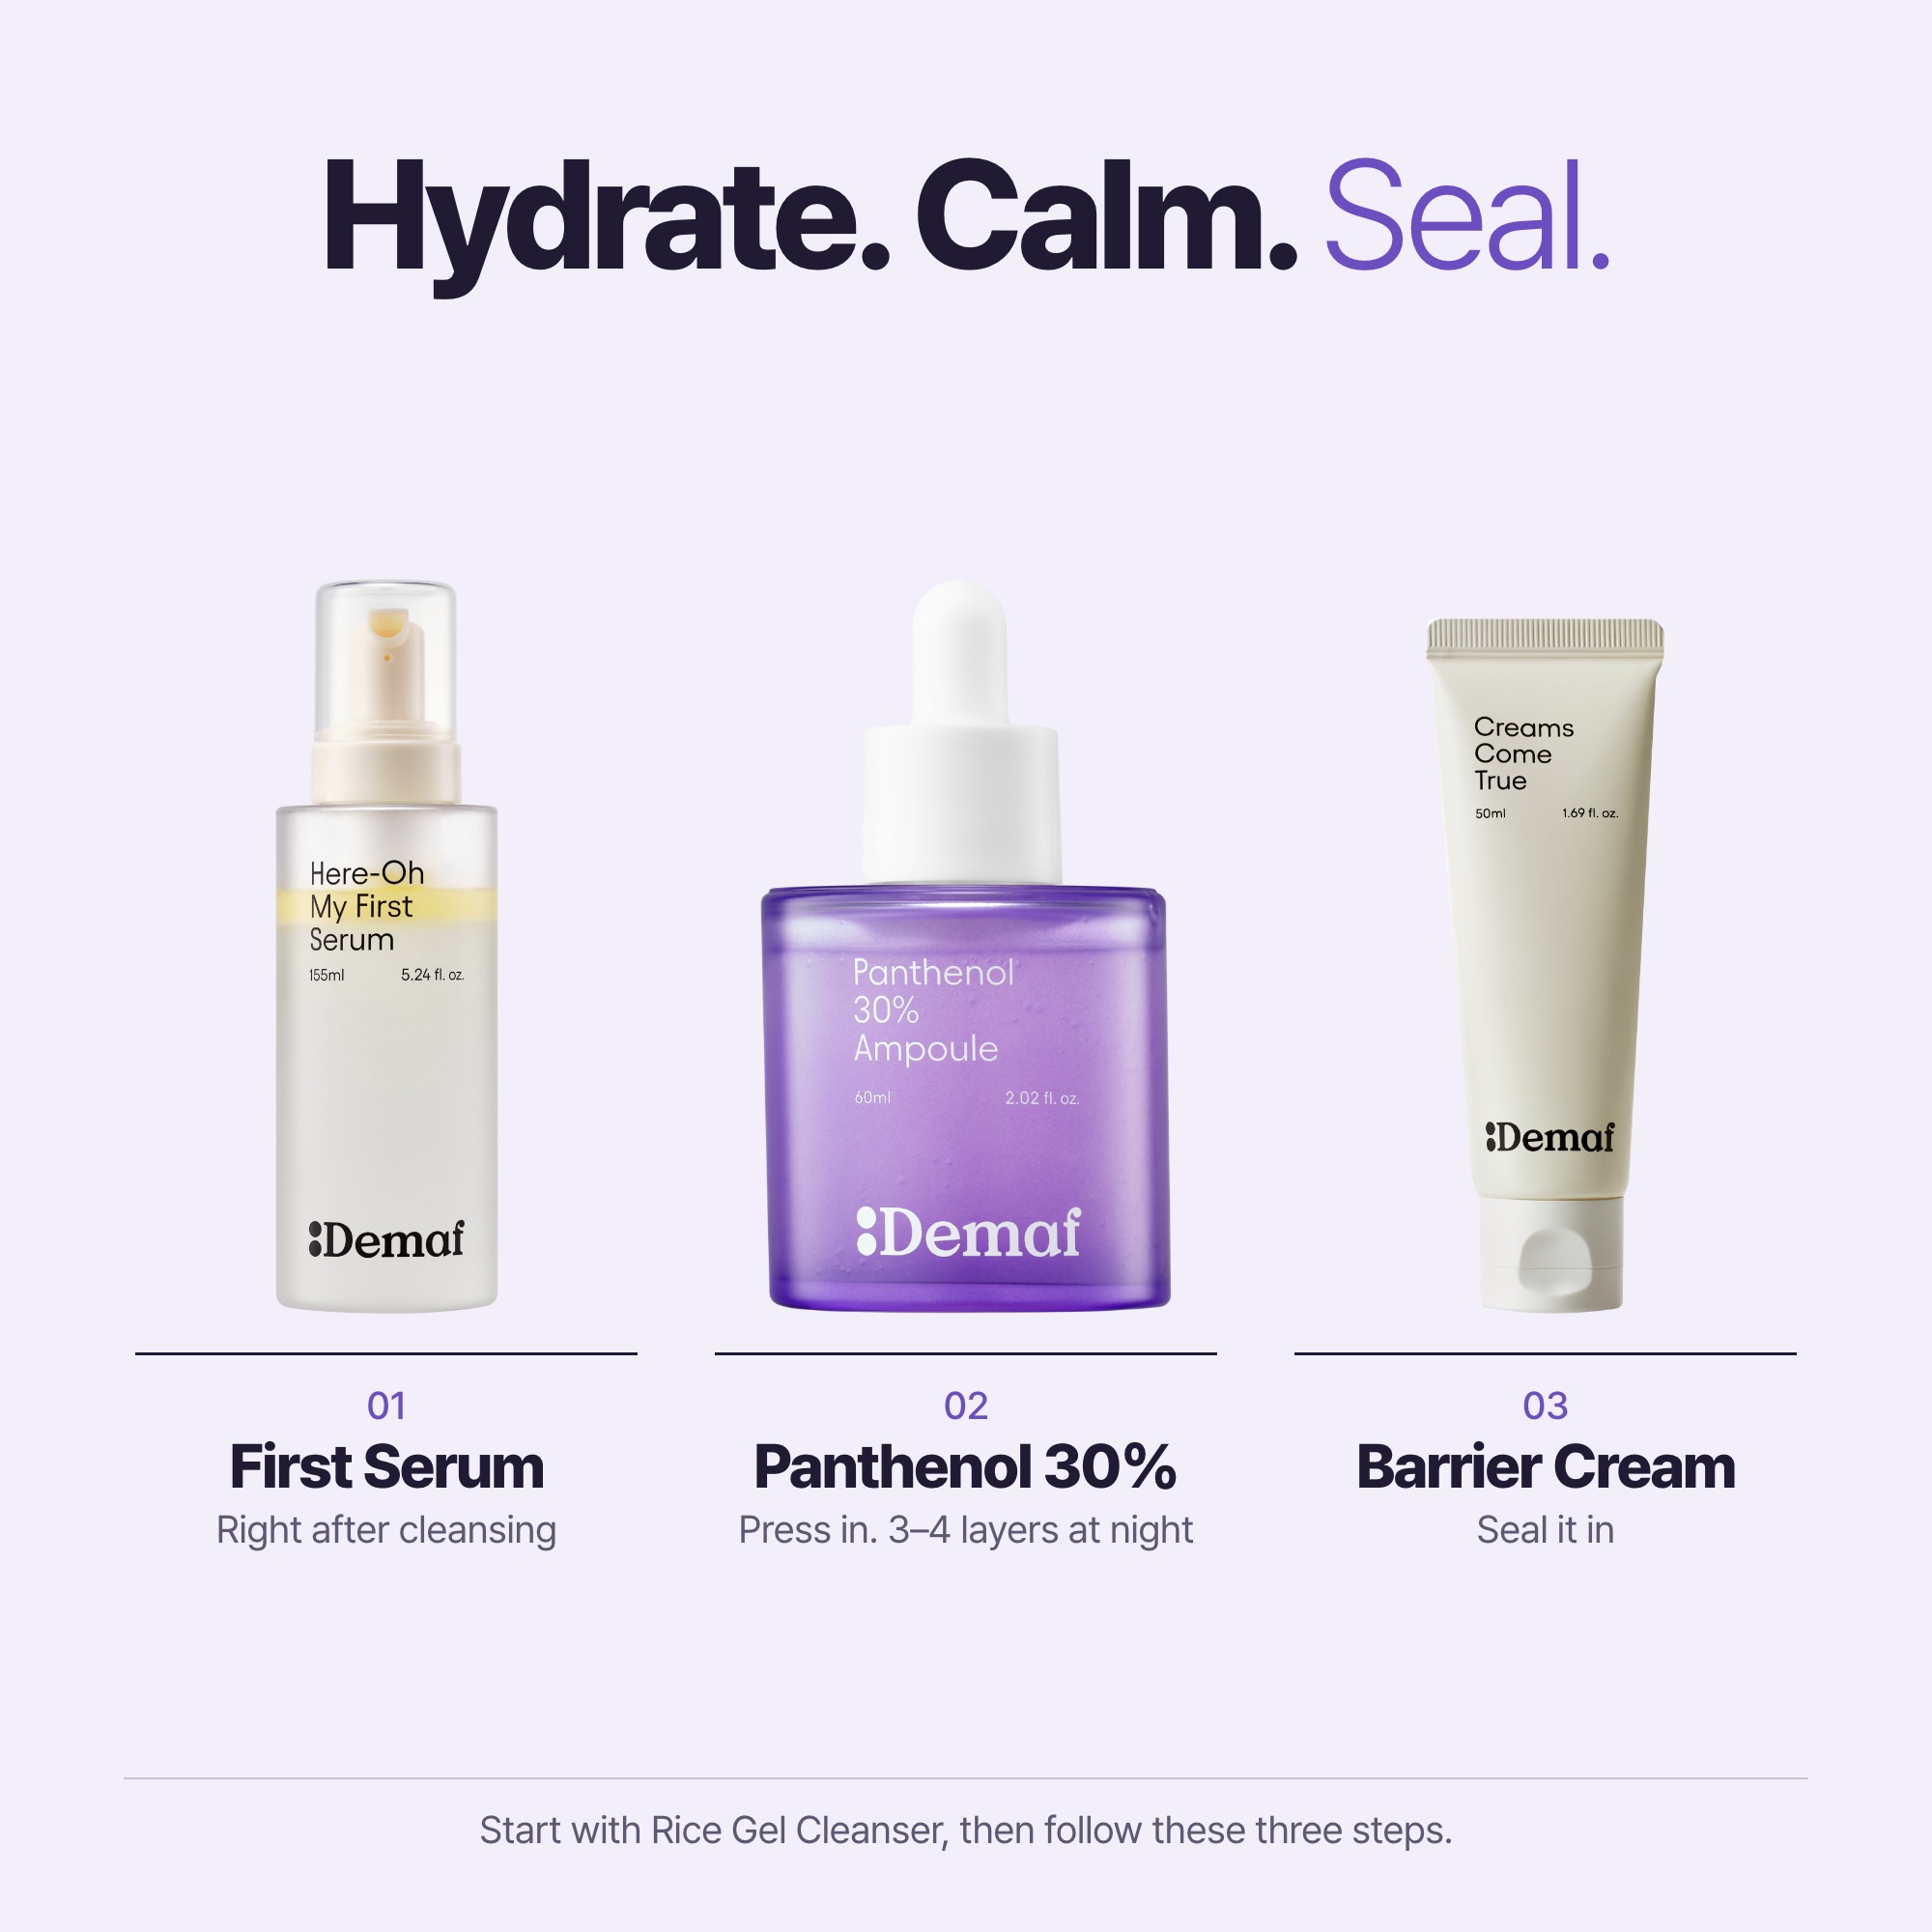 Hydrate. Calm. Seal.
Here-Oh
My First
Serum
155ml 5.24 fl. oz.
:Demaf
Panthenol
30%
Ampoule
60ml 2.02 fl. oz.
:Demaf
Creams
Come
True
50ml 1.69 fl. oz.
:Demaf
01
First Serum
Right after cleansing
02
Panthenol 30%
Press in. 3–4 layers at night
03
Barrier Cream
Seal it in
Start with Rice Gel Cleanser, then follow these three steps.